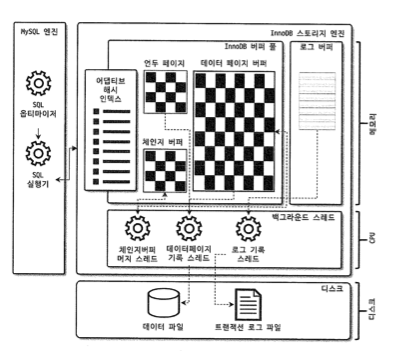 MySQL 엔진
SQL
옵티마이저
SQL
실행기
InnoDB 스토리지 엔진
InnoDB 버퍼 풀
어댑티브
해시
인덱스
언두 페이지
데이터 페이지 버퍼
체인지 버퍼
로그 버퍼
메모리
백그라운드 스레드
체인지버퍼
머지 스레드
데이터페이지
기록 스레드
로그 기록
스레드
CPU
디스크
데이터 파일
트랜잭션 로그 파일
디스크